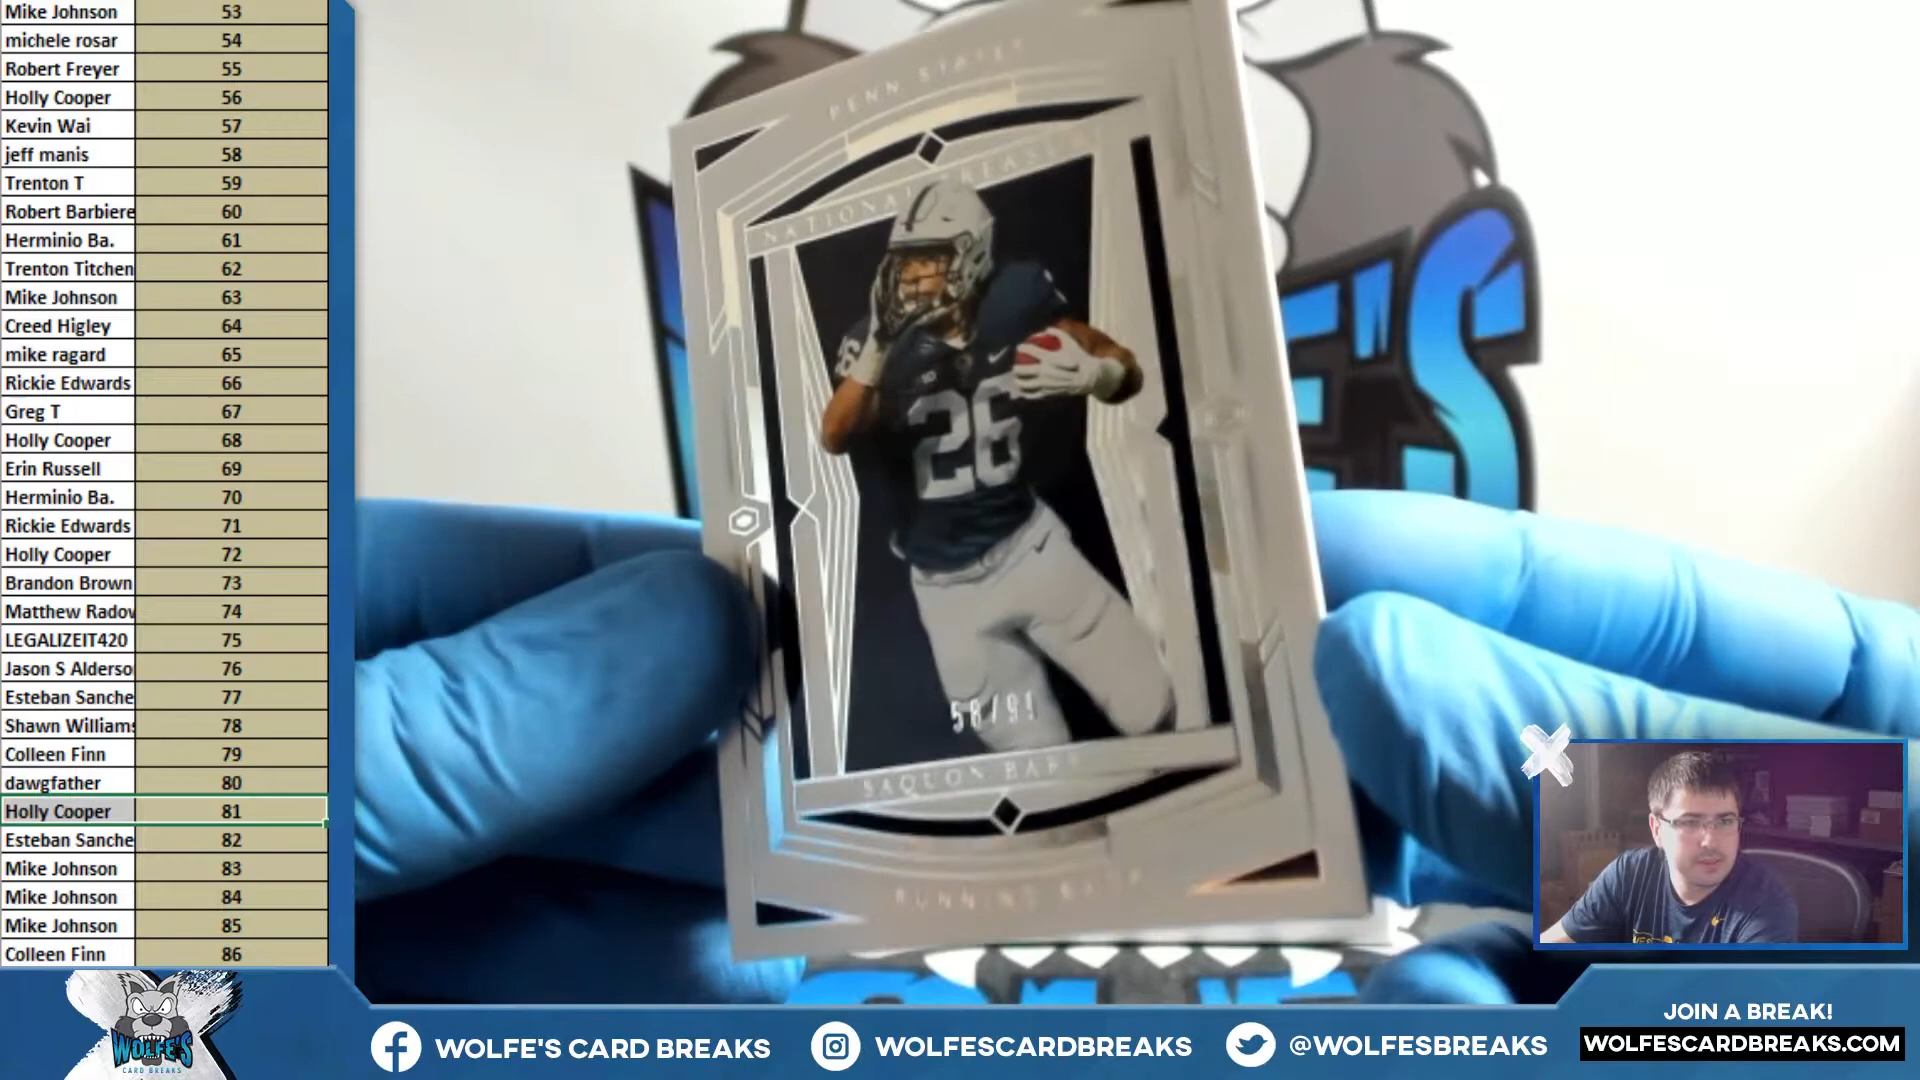 Mike Johnson 53
michele rosar 54
Robert Freyer 55
Holly Cooper 56
Kevin Wai 57
jeff manis 58
Trenton T 59
Robert Barbiere 60
Herminio Ba. 61
Trenton Titchen 62
Mike Johnson 63
Creed Higley 64
mike ragard 65
Rickie Edwards 66
Greg T 67
Holly Cooper 68
Erin Russell 69
Herminio Ba. 70
Rickie Edwards 71
Holly Cooper 72
Brandon Brown 73
Matthew Radov 74
LEGALIZEIT420 75
Jason S Alderso 76
Esteban Sanche 77
Shawn Williams 78
Colleen Finn 79
dawgfather 80
Holly Cooper 81
Esteban Sanche 82
Mike Johnson 83
Mike Johnson 84
Mike Johnson 85
Colleen Finn 86
PENN STATE
NATIONAL TREASURES
26
26
58/99
SAQUON BARK
RUNNING BACK
'S
WOLFE'S
CARD BREAKS
WOLFE'S CARD BREAKS
WOLFESCARDBREAKS
@WOLFESBREAKS
JOIN A BREAK!
WOLFESCARDBREAKS.COM